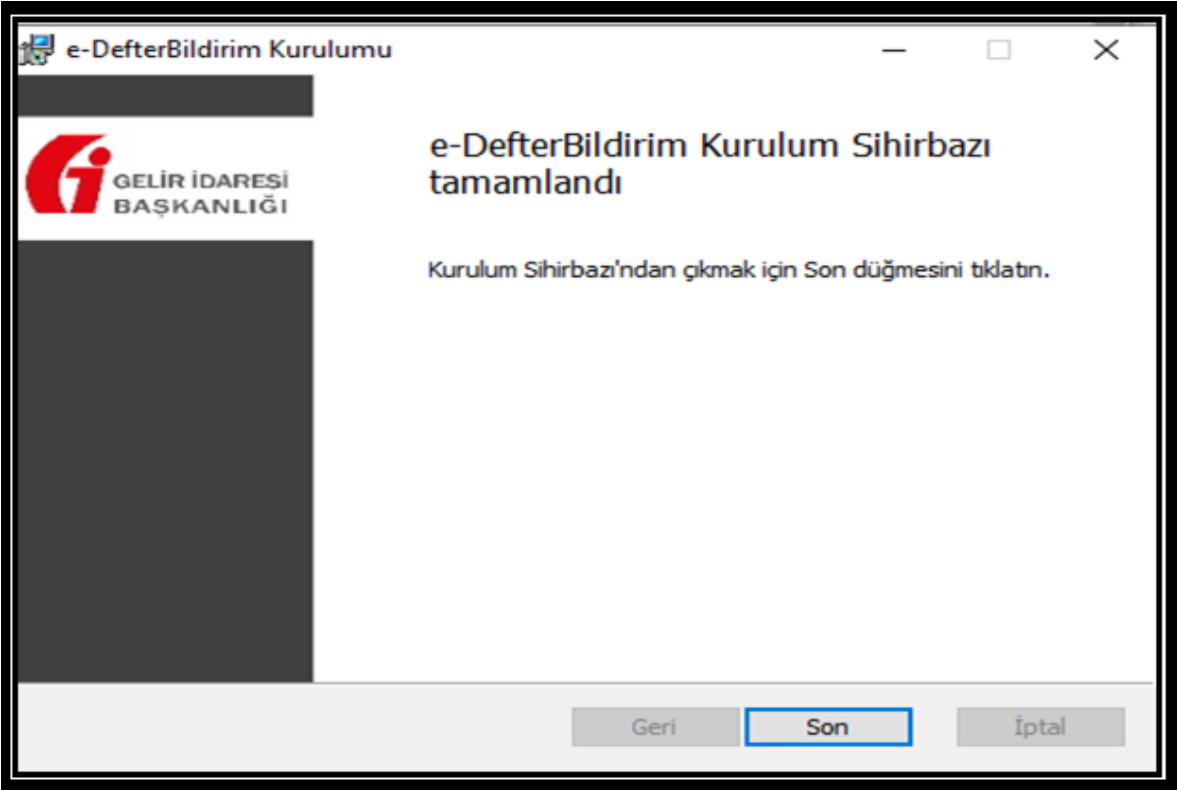 e-DefterBildirim Kurulumu
GELİR İDARESİ
BAŞKANLIĞI
e-DefterBildirim Kurulum Sihirbazı
tamamlandı
Kurulum Sihirbazı'ndan çıkmak için Son düğmesini tıklatın.
Geri
Son
İptal